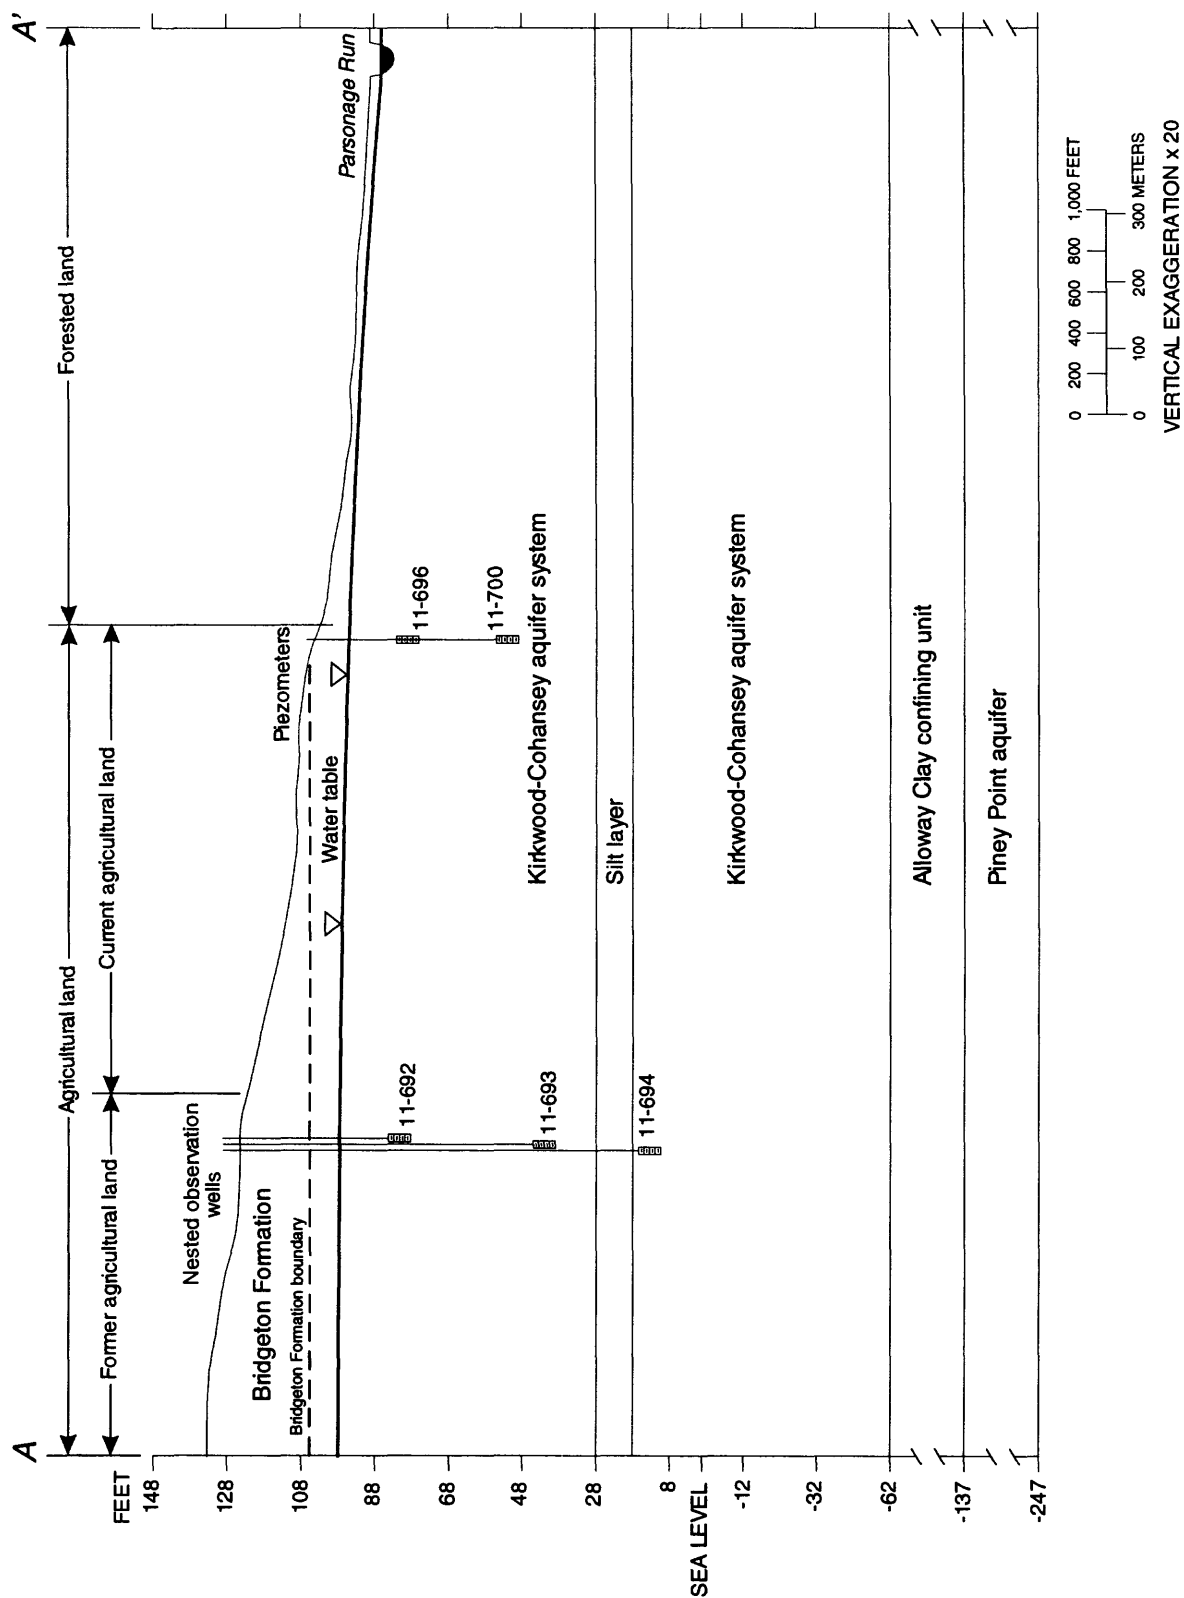 A
A'
Agricultural land
Forested land
Former agricultural land
Current agricultural land
FEET
148
128
108
88
68
48
28
8
SEA LEVEL
-12
-32
-62
-137
-247
Nested observation
wells
Bridgeton Formation
Bridgeton Formation boundary
Water table
Piezometers
Parsonage Run
11-692
11-693
11-694
11-696
11-700
Kirkwood-Cohansey aquifer system
Silt layer
Kirkwood-Cohansey aquifer system
Alloway Clay confining unit
Piney Point aquifer
0 200 400 600 800 1,000 FEET
0 100 200 300 METERS
VERTICAL EXAGGERATION x 20